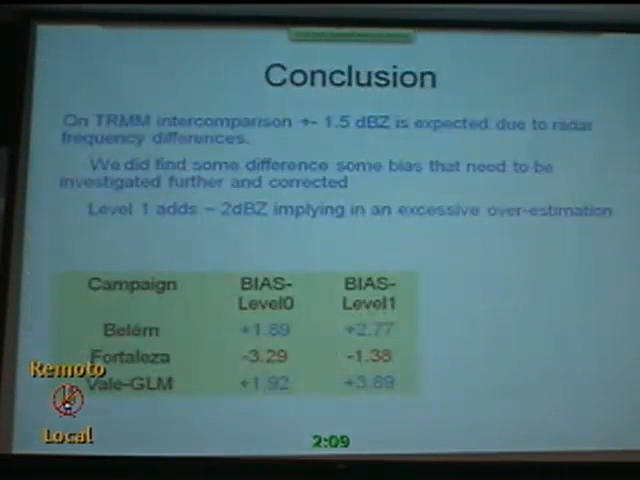 Conclusion
On TRMM intercomparison +- 1.5 dBZ is expected due to radar
frequency differences.
We did find some difference some bias that need to be
investigated further and corrected
Level 1 adds ~ 2dBZ implying in an excessive over-estimation
Campaign BIAS-Level0 BIAS-Level1
Belém +1.89 +2.77
Fortaleza -3.29 -1.38
Vale-GLM +1.92 +3.89
Remoto
Local
2:09